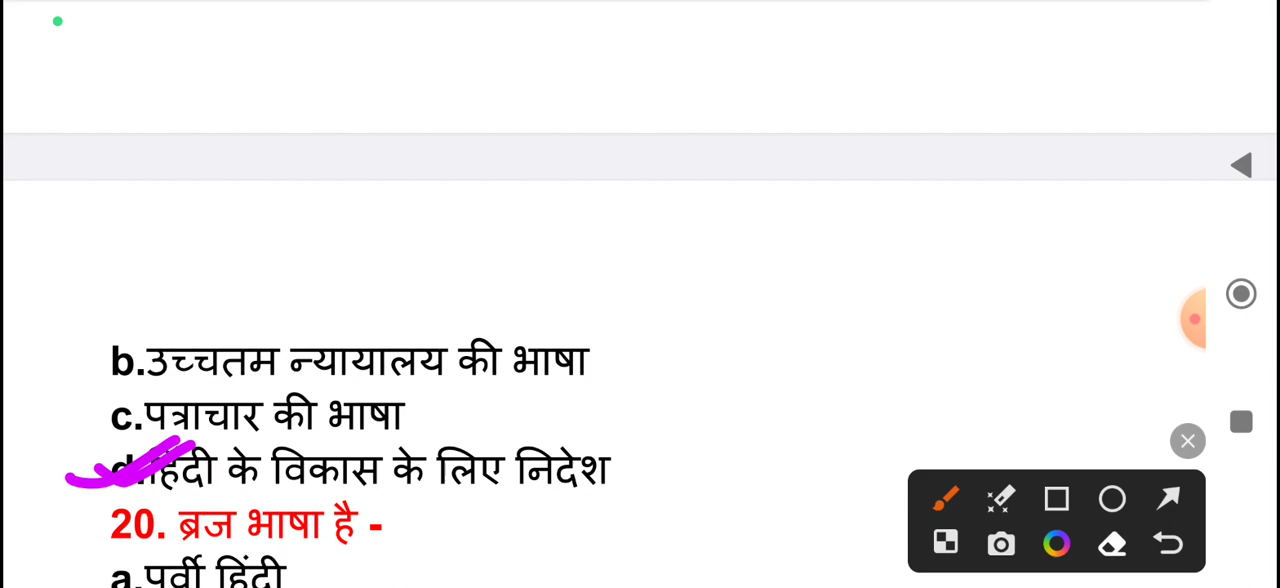 b.उच्चतम न्यायालय की भाषा
c.पत्राचार की भाषा
d.हिंदी के विकास के लिए निदेश
20. ब्रज भाषा है -
a.पूर्वी हिंदी